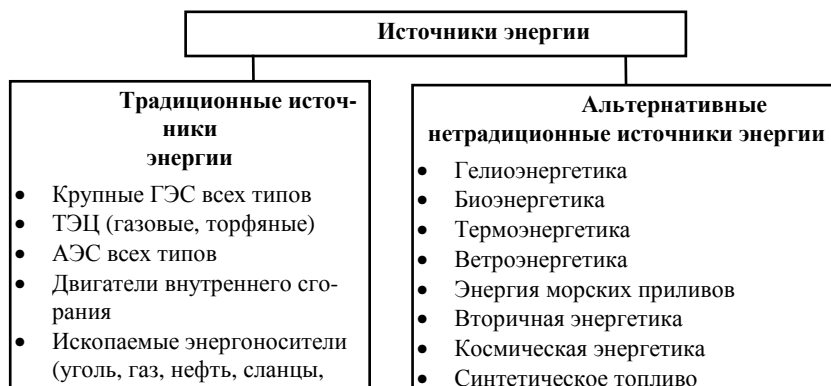 Источники энергии
Традиционные источ-
ники
энергии
• Крупные ГЭС всех типов
• ТЭЦ (газовые, торфяные)
• АЭС всех типов
• Двигатели внутреннего сго-
рания
• Ископаемые энергоносители
(уголь, газ, нефть, сланцы,
Альтернативные
нетрадиционные источники энергии
• Гелиоэнергетика
• Биоэнергетика
• Термоэнергетика
• Ветроэнергетика
• Энергия морских приливов
• Вторичная энергетика
• Космическая энергетика
• Синтетическое топливо